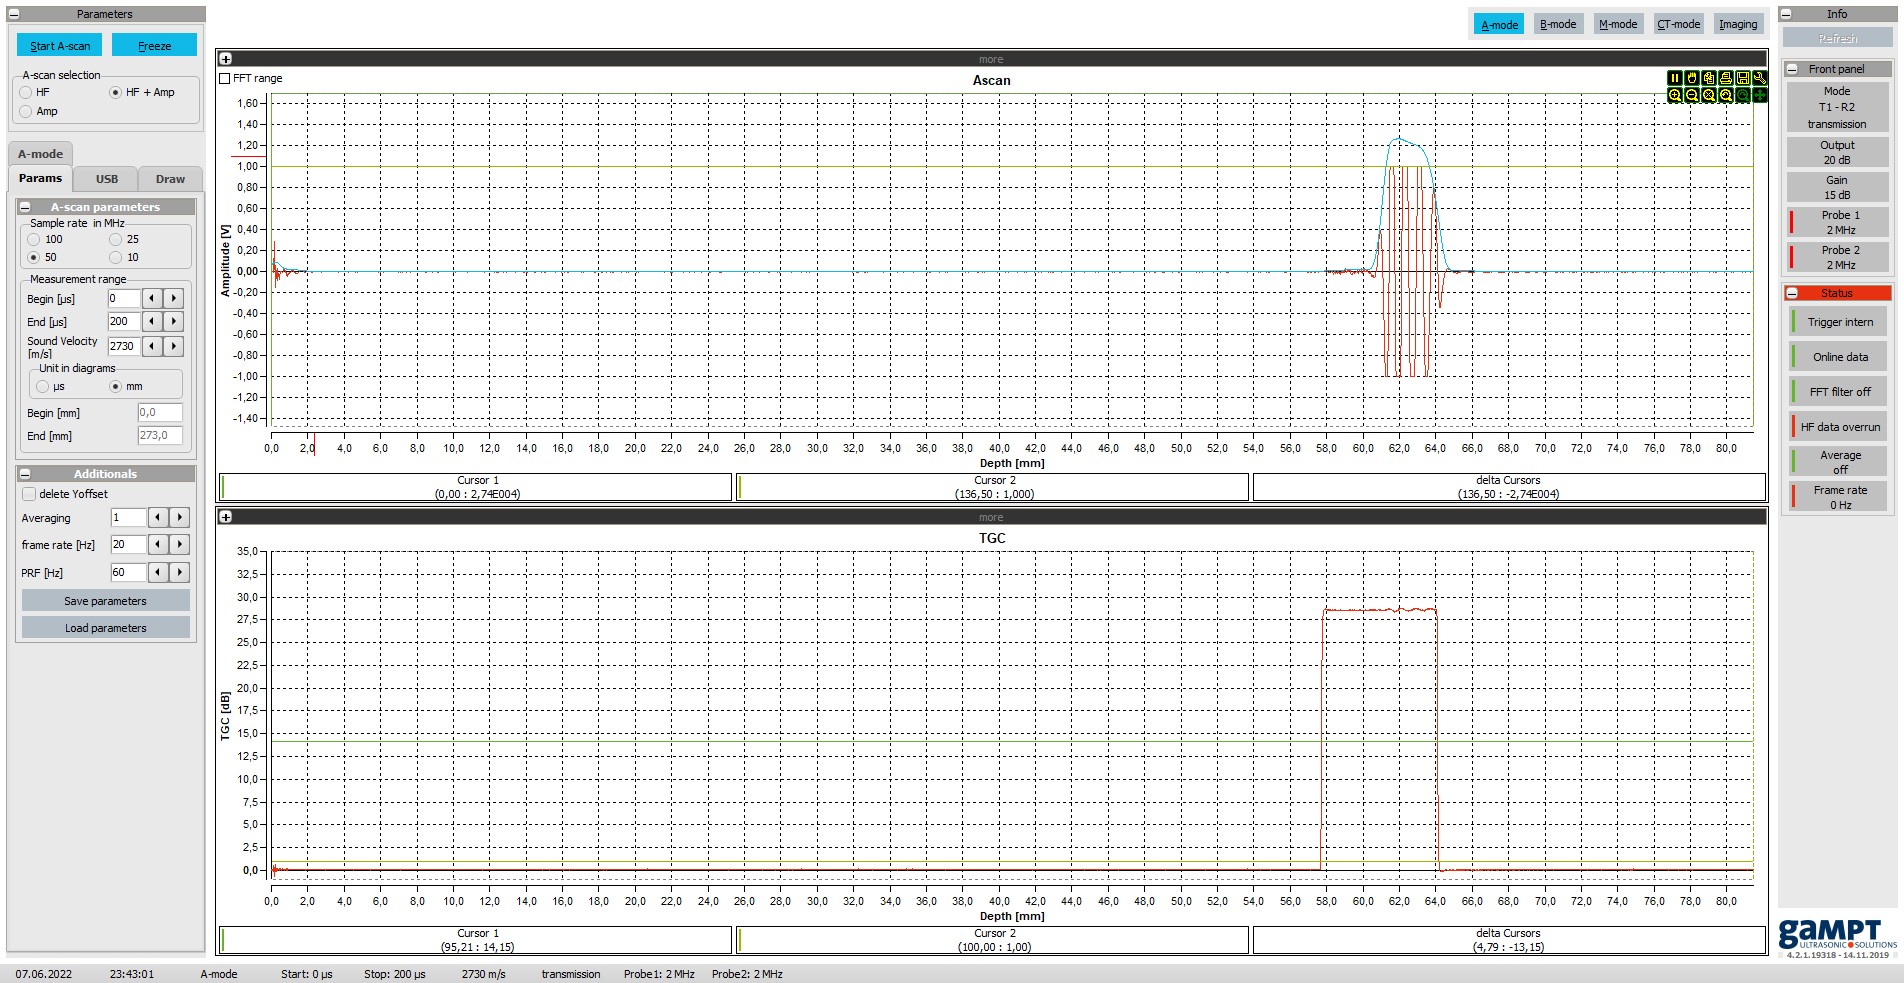 Parameters
Start A-scan
Freeze
A-scan selection
HF
HF + Amp
Amp
A-mode
Params
USB
Draw
A-scan parameters
Sample rate in MHz
100
25
50
10
Measurement range
Begin [µs]
0
End [µs]
200
Sound Velocity
[m/s]
2730
Unit in diagrams
µs
mm
Begin [mm]
0,0
End [mm]
273,0
Additionals
delete Yoffset
Averaging
1
frame rate [Hz]
20
PRF [Hz]
60
Save parameters
Load parameters
A-mode
B-mode
M-mode
CT-mode
Imaging
more
FFT range
Ascan
Amplitude [V]
1,60
1,40
1,20
1,00
0,80
0,60
0,40
0,20
0,00
-0,20
-0,40
-0,60
-0,80
-1,00
-1,20
-1,40
0,0 2,0 4,0 6,0 8,0 10,0 12,0 14,0 16,0 18,0 20,0 22,0 24,0 26,0 28,0 30,0 32,0 34,0 36,0 38,0 40,0 42,0 44,0 46,0 48,0 50,0 52,0 54,0 56,0 58,0 60,0 62,0 64,0 66,0 68,0 70,0 72,0 74,0 76,0 78,0 80,0
Depth [mm]
Cursor 1
(0,00 : 2,74E004)
Cursor 2
(136,50 : 1,000)
delta Cursors
(136,50 : -2,74E004)
more
TGC
TGC [dB]
35,0
32,5
30,0
27,5
25,0
22,5
20,0
17,5
15,0
12,5
10,0
7,5
5,0
2,5
0,0
0,0 2,0 4,0 6,0 8,0 10,0 12,0 14,0 16,0 18,0 20,0 22,0 24,0 26,0 28,0 30,0 32,0 34,0 36,0 38,0 40,0 42,0 44,0 46,0 48,0 50,0 52,0 54,0 56,0 58,0 60,0 62,0 64,0 66,0 68,0 70,0 72,0 74,0 76,0 78,0 80,0
Depth [mm]
Cursor 1
(95,21 : 14,15)
Cursor 2
(100,00 : 1,00)
delta Cursors
(4,79 : -13,15)
Info
Refresh
Front panel
Mode
T1 - R2
transmission
Output
20 dB
Gain
15 dB
Probe 1
2 MHz
Probe 2
2 MHz
Status
Trigger intern
Online data
FFT filter off
HF data overrun
Average
off
Frame rate
0 Hz
gAMPT
ULTRASONIC SOLUTIONS
4.2.1.19318 - 14.11.2019
07.06.2022 23:43:01 A-mode Start: 0 µs Stop: 200 µs 2730 m/s transmission Probe1: 2 MHz Probe2: 2 MHz